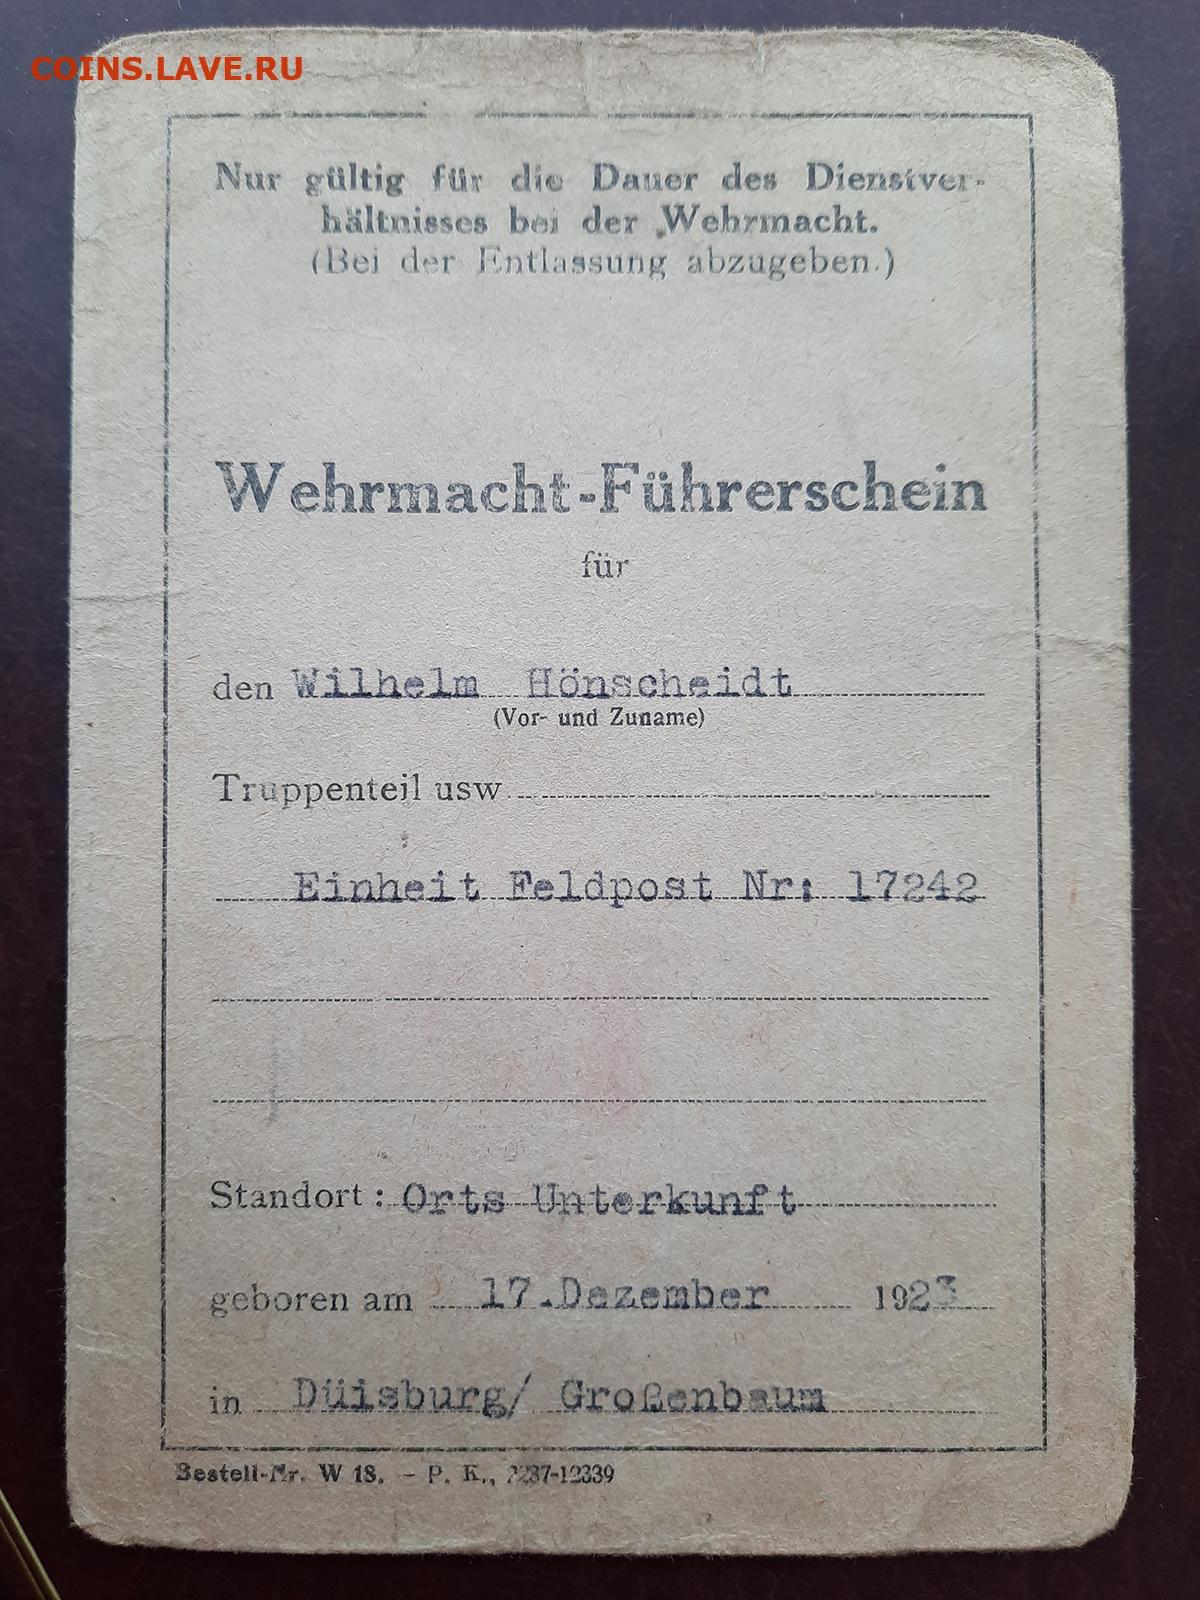 COINS.LAVE.RU
Nur gültig für die Dauer des Dienstver-
hältnisses bei der Wehrmacht.
(Bei der Entlassung abzugeben.)
Wehrmacht-Führerschein
für
den Wilhelm Hönscheidt
(Vor- und Zuname)
Truppenteil usw
Einheit Feldpost Nr: 17242
Standort: Orts Unterkunft
geboren am 17.Dezember 1923
in Düisburg/ Großenbaum
Bestell-Nr. W 18. – P. K.,